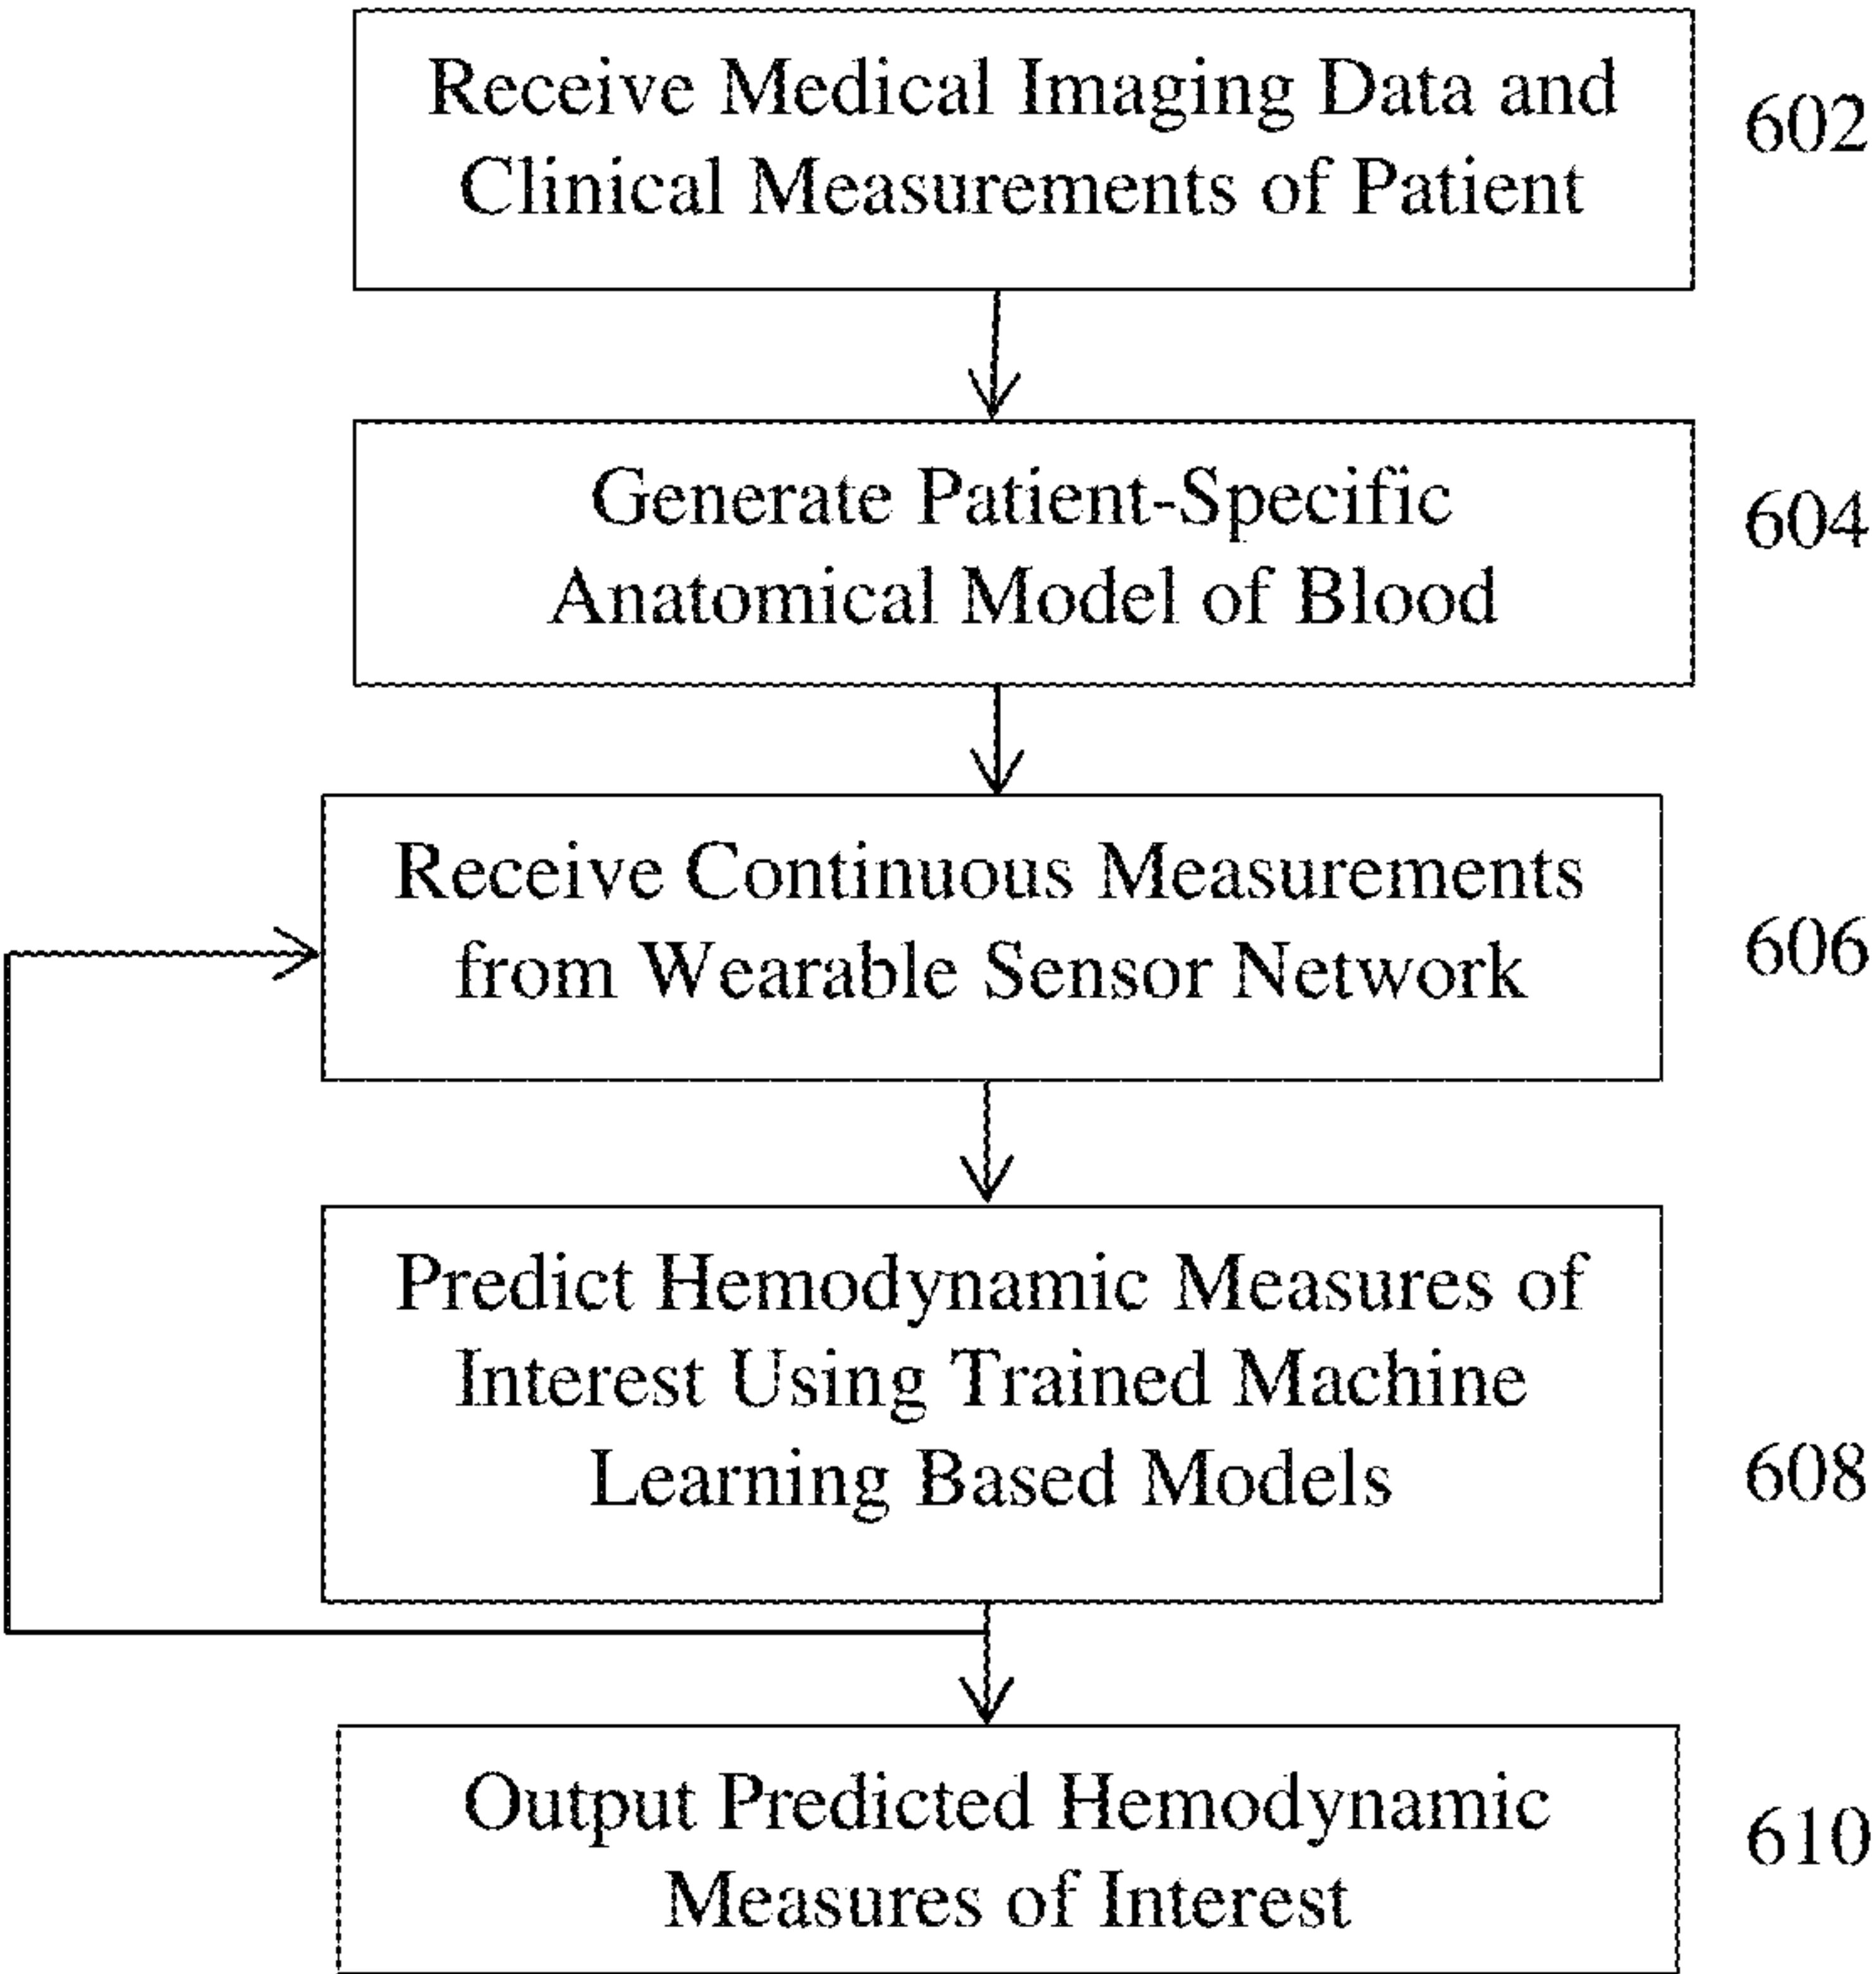 Receive Medical Imaging Data and
Clinical Measurements of Patient
602
Generate Patient-Specific
Anatomical Model of Blood
604
Receive Continuous Measurements
from Wearable Sensor Network
606
Predict Hemodynamic Measures of
Interest Using Trained Machine
Learning Based Models
608
Output Predicted Hemodynamic
Measures of Interest
610